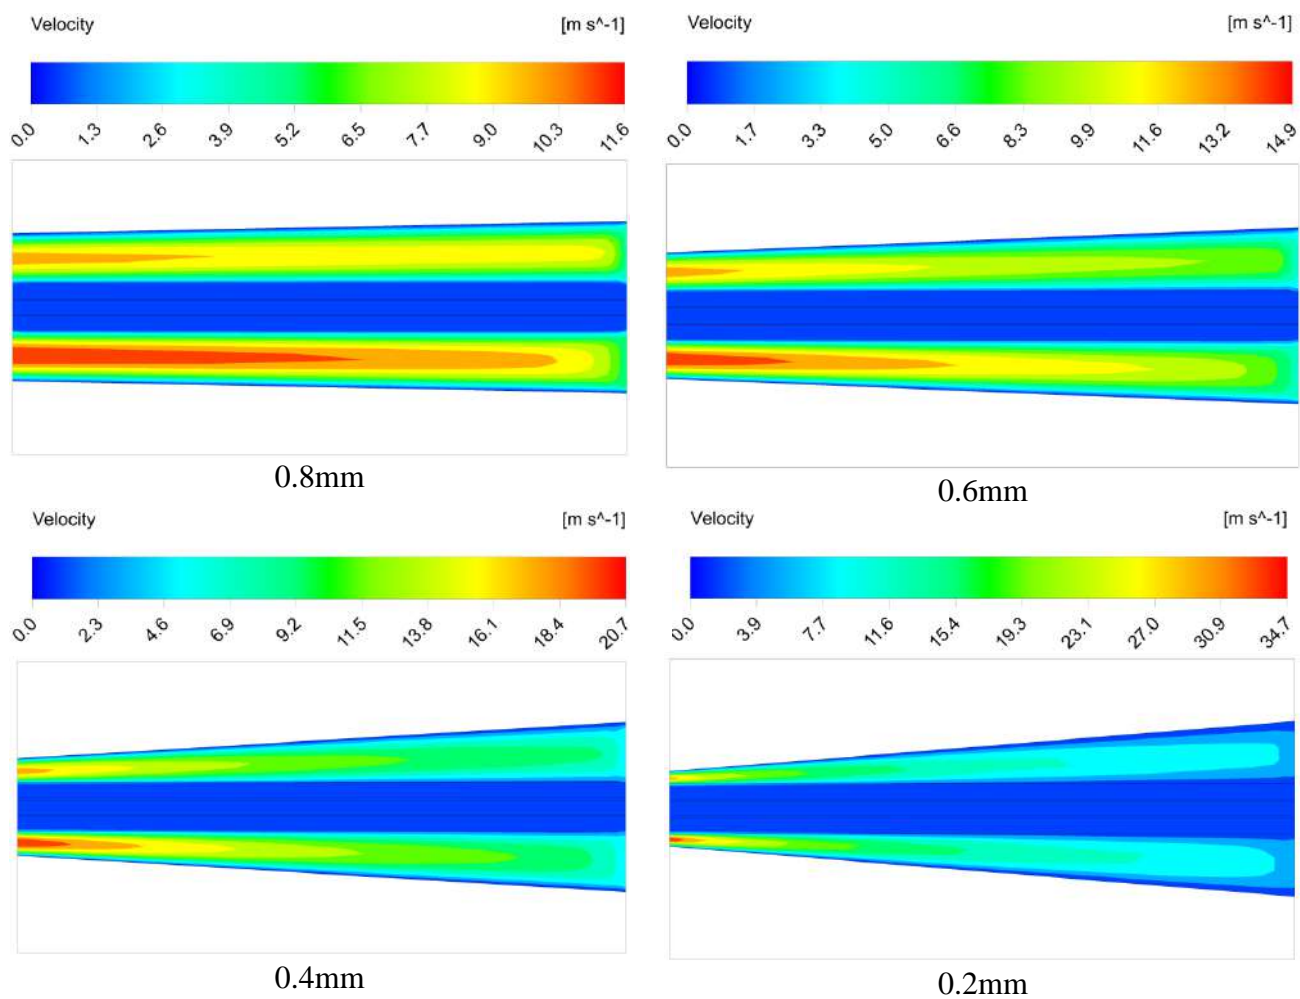 Velocity [m s^-1]
0.0 1.3 2.6 3.9 5.2 6.5 7.7 9.0 10.3 11.6
0.8mm
Velocity [m s^-1]
0.0 1.7 3.3 5.0 6.6 8.3 9.9 11.6 13.2 14.9
0.6mm
Velocity [m s^-1]
0.0 2.3 4.6 6.9 9.2 11.5 13.8 16.1 18.4 20.7
0.4mm
Velocity [m s^-1]
0.0 3.9 7.7 11.6 15.4 19.3 23.1 27.0 30.9 34.7
0.2mm